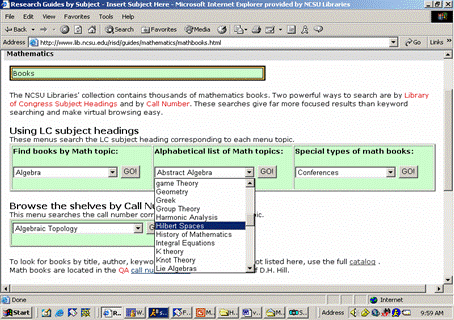 Research Guides by Subject - Insert Subject Here - Microsoft Internet Explorer provided by NCSU Libraries
File Edit View Favorites Tools Help
Back Search Favorites Media
Address http://www.lib.ncsu.edu/risd/guides/mathematics/mathbooks.html Go Links
Mathematics
Books
The NCSU Libraries' collection contains thousands of mathematics books. Two powerful ways to search are by Library
of Congress Subject Headings and by Call Number. These searches give far more focused results than keyword
searching and make virtual browsing easy.
Using LC subject headings
These menus search the LC subject heading corresponding to each menu topic.
Find books by Math topic: Alphabetical list of Math topics: Special types of math books:
Algebra GO! Abstract Algebra GO! Conferences GO!
game Theory
Geometry
Greek
Group Theory
Harmonic Analysis
Hilbert Spaces
History of Mathematics
Integral Equations
K theory
Knot Theory
Lie Algebras
Browse the shelves by Call Nu
This menu searches the call number corre
Algebraic Topology GO!
To look for books by title, author, keywor not listed here, use the full catalog .
Math books are located in the QA call nu of D.H. Hill.
Done Internet
Start 9:59 AM